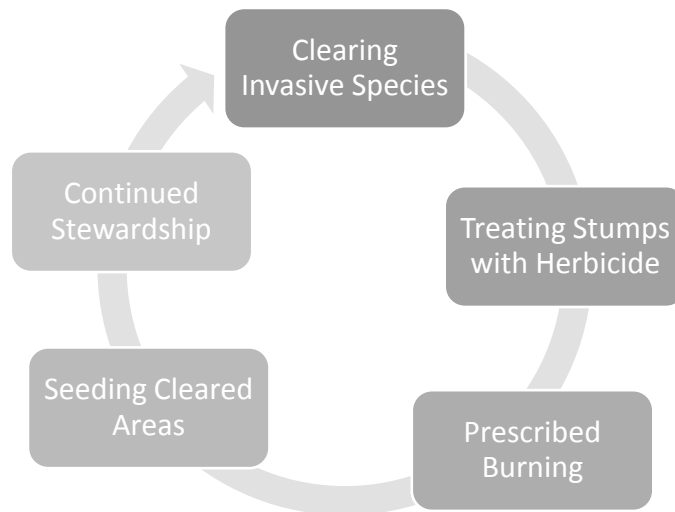 Clearing
Invasive Species
Treating Stumps
with Herbicide
Prescribed
Burning
Seeding Cleared
Areas
Continued
Stewardship